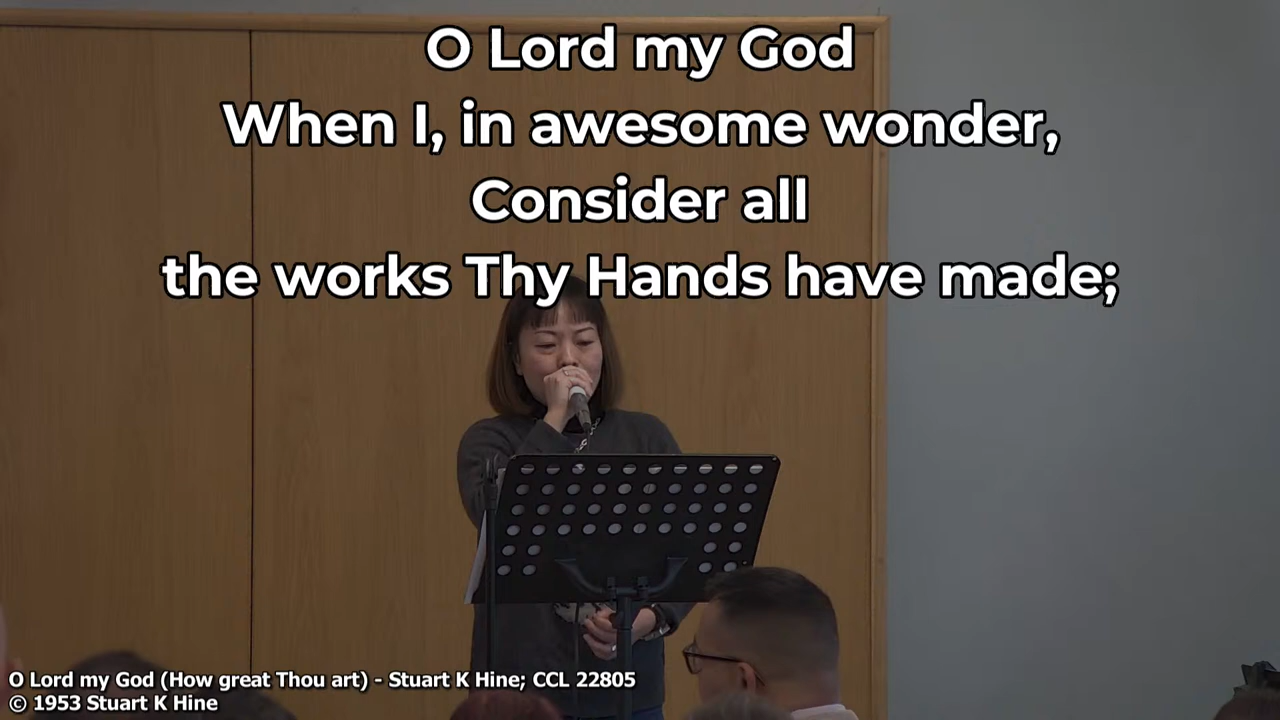 O Lord my God
When I, in awesome wonder,
Consider all
the works Thy Hands have made;
O Lord my God (How great Thou art) - Stuart K Hine; CCL 22805
© 1953 Stuart K Hine